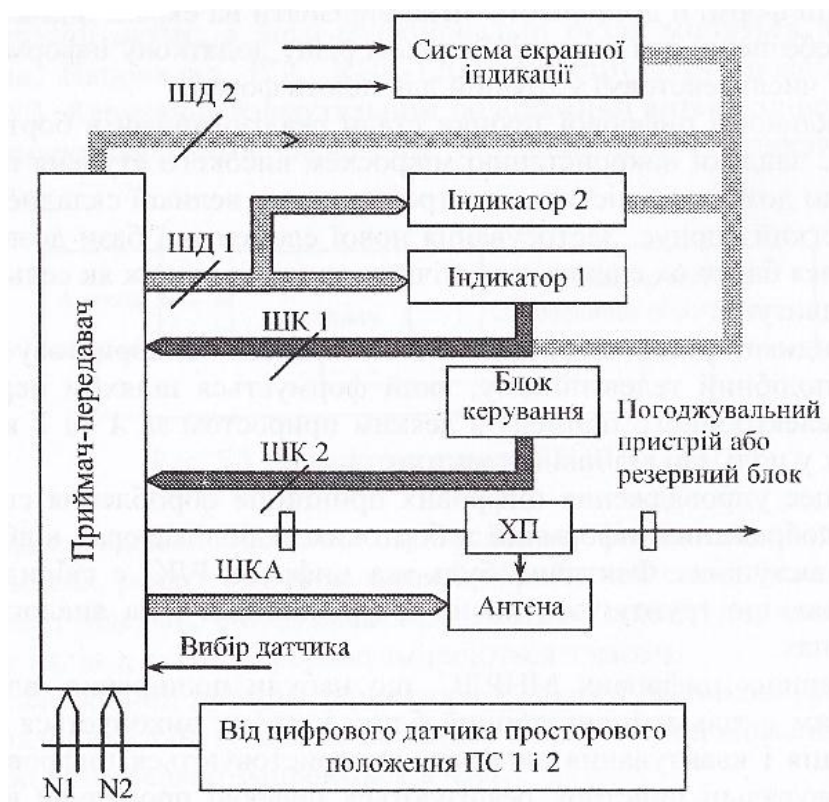 Система екранної
індикації
ШД 2
Індикатор 2
ШД 1
Індикатор 1
ШК 1
Блок
керування
Погоджувальний
пристрій або
резервний блок
Приймач-передавач
ШК 2
ХП
ШКА
Антена
Вибір датчика
Від цифрового датчика просторового
положення ПС 1 і 2
N1
N2